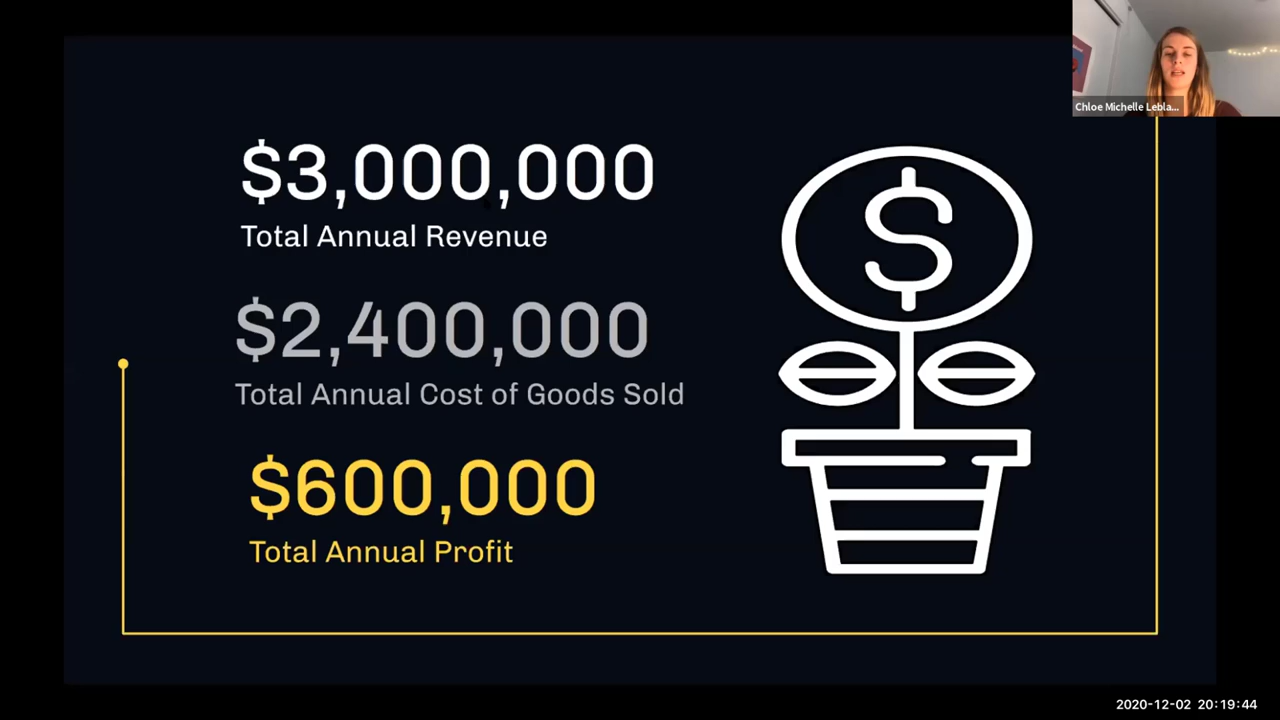 Chloe Michelle Lebla...
$3,000,000
Total Annual Revenue
$2,400,000
Total Annual Cost of Goods Sold
$600,000
Total Annual Profit
$
2020-12-02 20:19:44